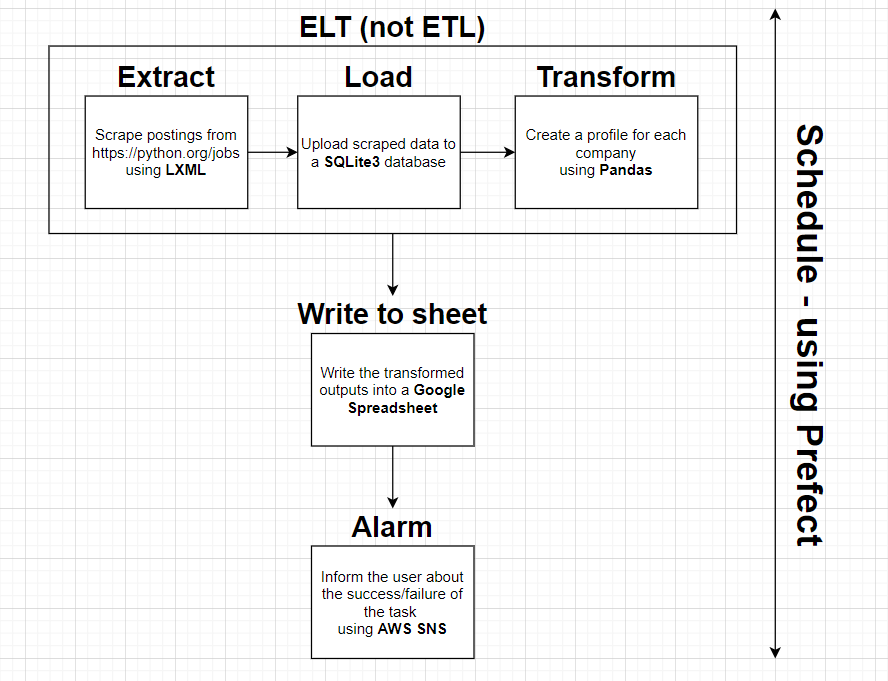 ELT (not ETL)
Extract
Load
Transform
Scrape postings from
https://python.org/jobs
using LXML
Upload scraped data to
a SQLite3 database
Create a profile for each
company
using Pandas
Write to sheet
Write the transformed
outputs into a Google
Spreadsheet
Alarm
Inform the user about
the success/failure of
the task
using AWS SNS
Schedule - using Prefect